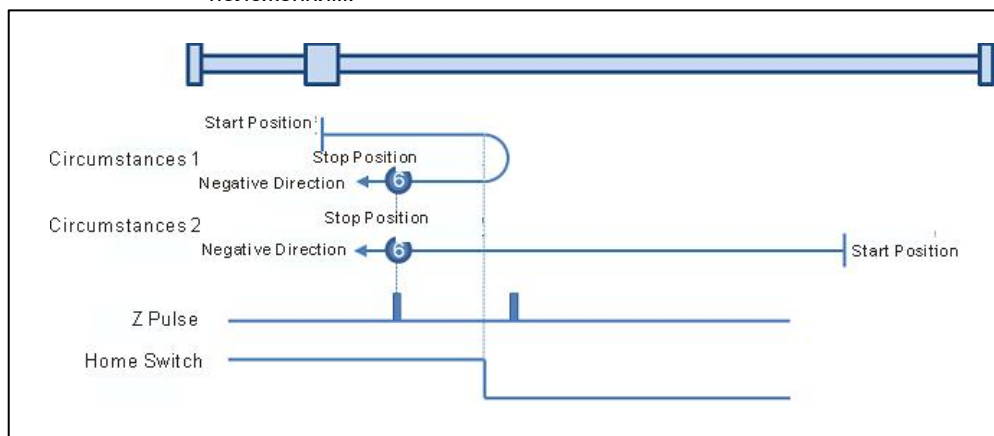 Start Position
Circumstances 1
Stop Position
Negative Direction
6
Circumstances 2
Stop Position
Negative Direction
6
Start Position
Z Pulse
Home Switch